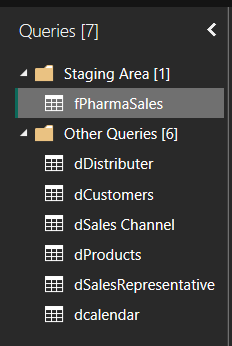 Queries [7]
Staging Area [1]
fPharmaSales
Other Queries [6]
dDistributer
dCustomers
dSales Channel
dProducts
dSalesRepresentative
dcalendar